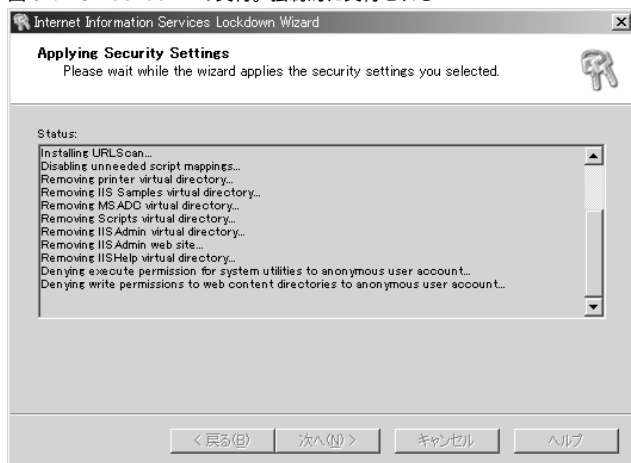 Internet Information Services Lockdown Wizard
Applying Security Settings
Please wait while the wizard applies the security settings you selected.
Status:
Installing URLScan...
Disabling unneeded script mappings...
Removing printer virtual directory...
Removing IIS Samples virtual directory...
Removing MSADC virtual directory...
Removing Scripts virtual directory...
Removing IISAdmin virtual directory...
Removing IISAdmin web site...
Removing IISHelp virtual directory...
Denying execute permission for system utilities to anonymous user account...
Denying write permissions to web content directories to anonymous user account...
< 戻る(B) 次へ(N) > キャンセル ヘルプ